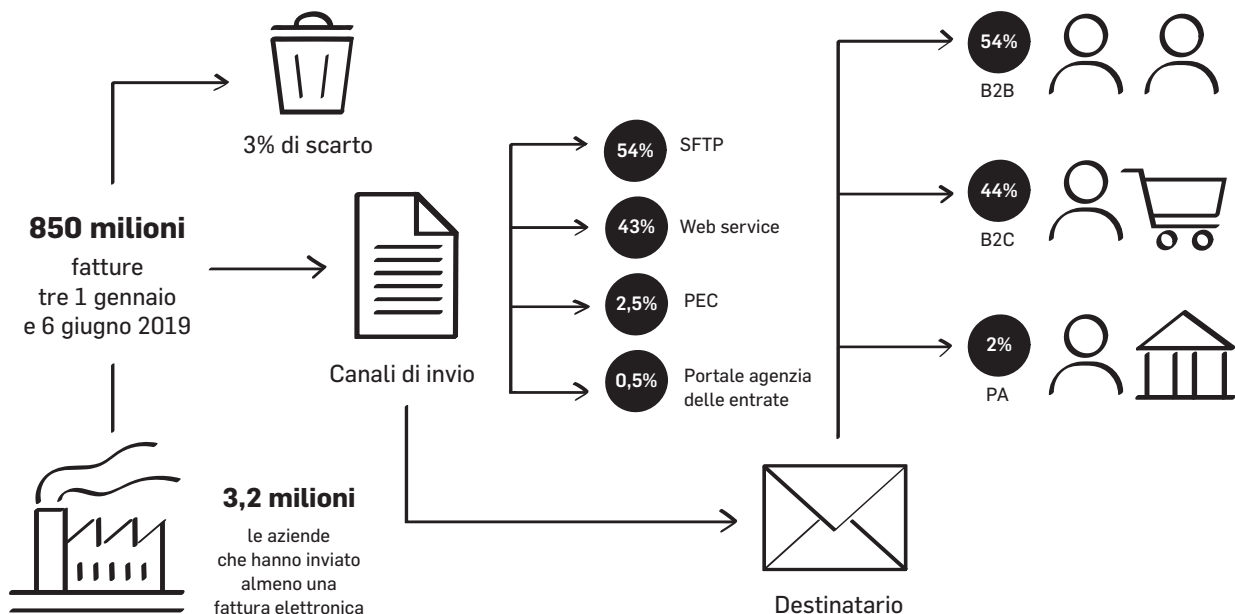 3% di scarto
850 milioni
fatture
tre 1 gennaio
e 6 giugno 2019
3,2 milioni
le aziende
che hanno inviato
almeno una
fattura elettronica
Canali di invio
54% SFTP
43% Web service
2,5% PEC
0,5% Portale agenzia
delle entrate
Destinatario
54%
B2B
44%
B2C
2%
PA